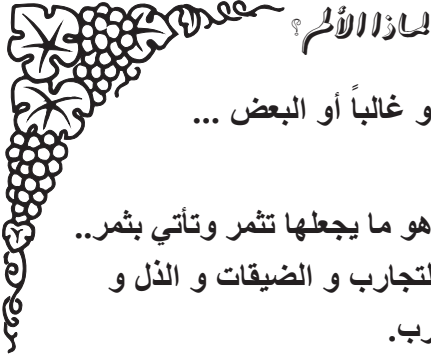 لماذا الألم ؟
و غالباً أو البعض ...
هو ما يجعلها تثمر وتأتي بثمر..
لتجارب و الضيقات و الذل و
رب.